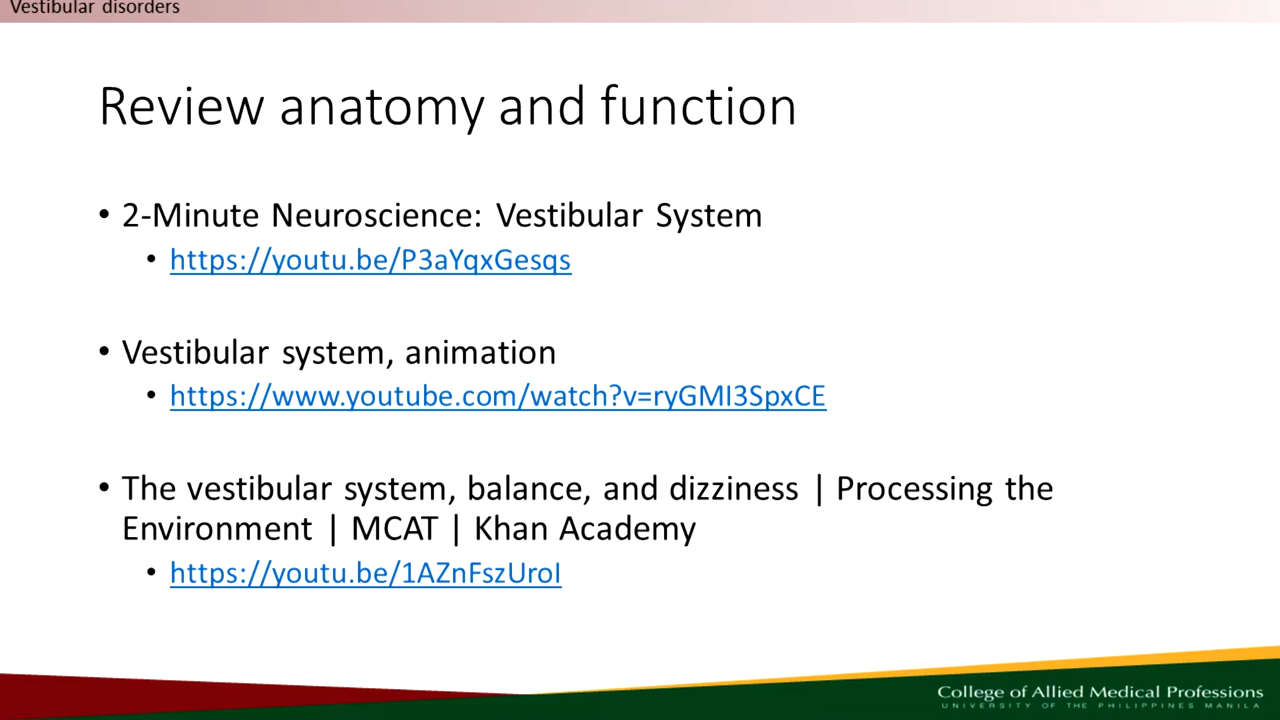 Vestibular disorders
Review anatomy and function
• 2-Minute Neuroscience: Vestibular System
• https://youtu.be/P3aYqxGesqs
• Vestibular system, animation
• https://www.youtube.com/watch?v=ryGMI3SpxCE
• The vestibular system, balance, and dizziness | Processing the
Environment | MCAT | Khan Academy
• https://youtu.be/1AZnFszUroI
College of Allied Medical Professions
UNIVERSITY OF THE PHILIPPINES MANILA